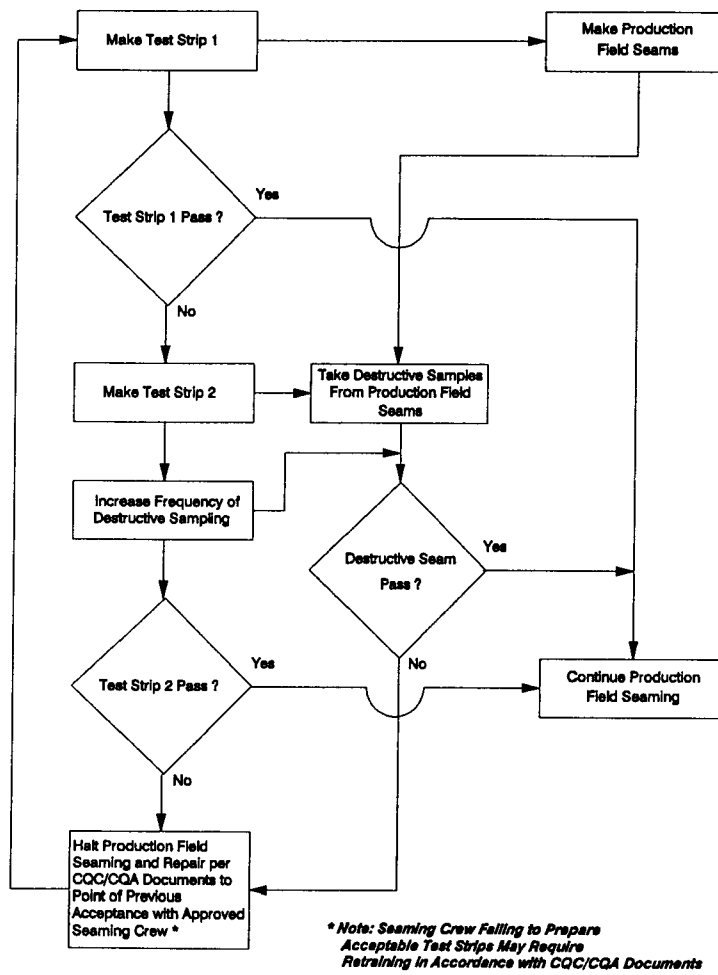 Make Test Strip 1
Make Production
Field Seams
Test Strip 1 Pass ?
Yes
No
Make Test Strip 2
Take Destructive Samples
From Production Field
Seams
Increase Frequency of
Destructive Sampling
Destructive Seam
Pass ?
Yes
No
Test Strip 2 Pass ?
Yes
No
Continue Production
Field Seaming
Halt Production Field
Seaming and Repair per
CQC/CQA Documents to
Point of Previous
Acceptance with Approved
Seaming Crew *
* Note: Seaming Crew Failing to Prepare
Acceptable Test Strips May Require
Retraining in Accordance with CQC/CQA Documents